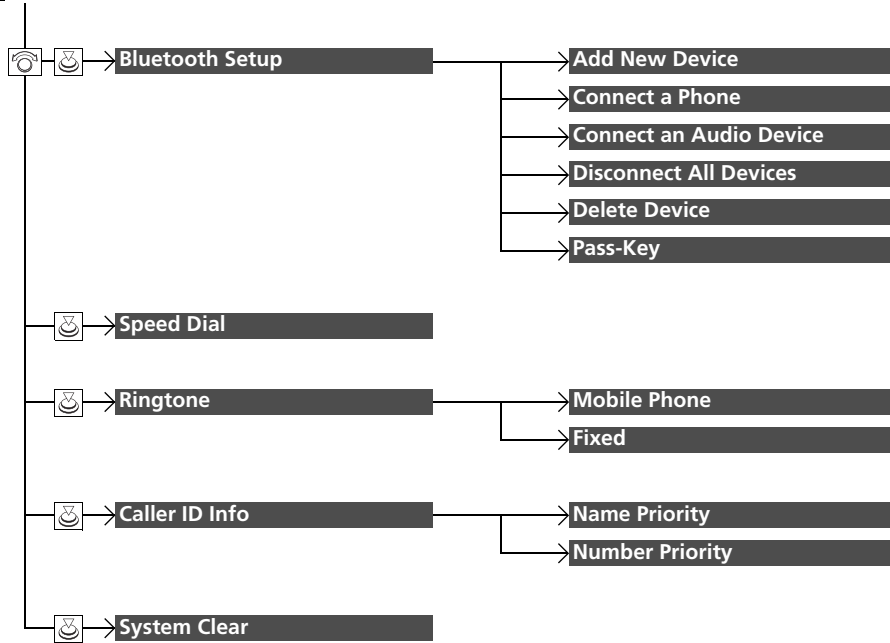 Bluetooth Setup
Add New Device
Connect a Phone
Connect an Audio Device
Disconnect All Devices
Delete Device
Pass-Key
Speed Dial
Ringtone
Mobile Phone
Fixed
Caller ID Info
Name Priority
Number Priority
System Clear